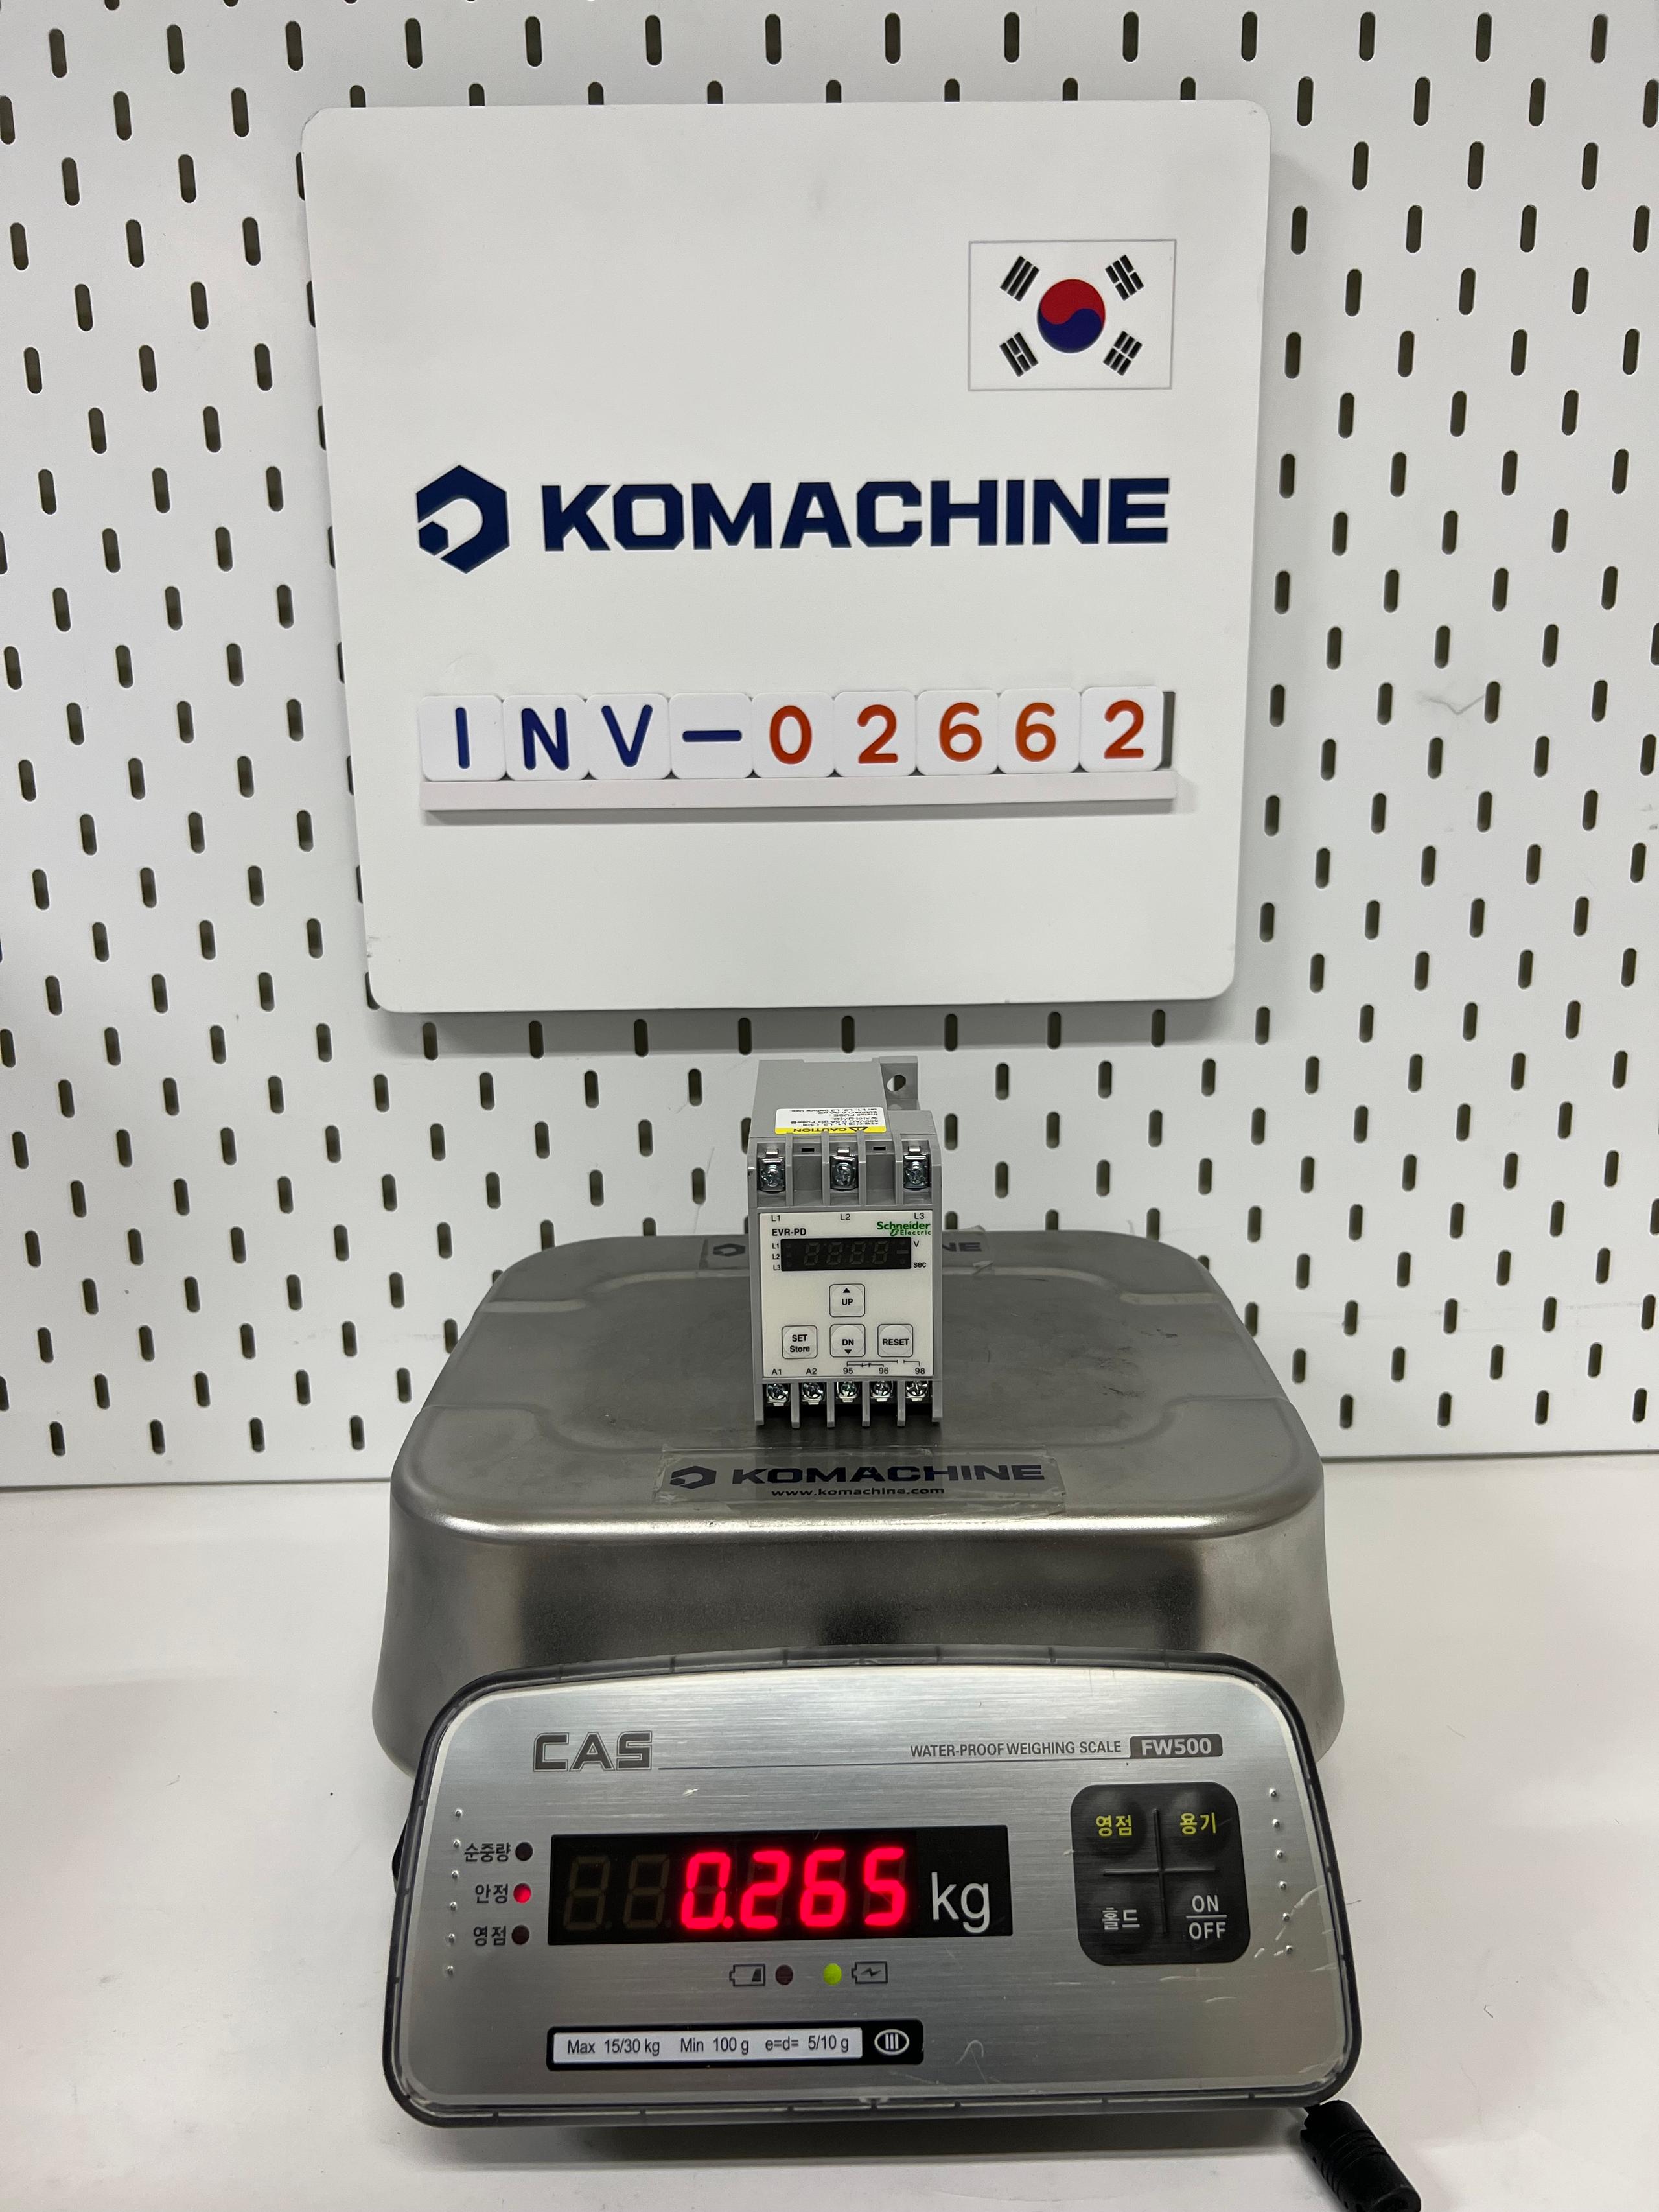 KOMACHINE
INV-02662
CAUTION
L1 L2 L3
EVR-PD
Schneider
Electric
L1
L2
L3
V
sec
UP
SET
Store
DN
RESET
A1 A2 95 96 98
KOMACHINE
www.komachine.com
CAS
WATER-PROOF WEIGHING SCALE FW500
순중량
안정
영점
0.265 kg
영점 용기
홀드 ON
OFF
Max 15/30 kg Min 100 g e=d= 5/10 g III